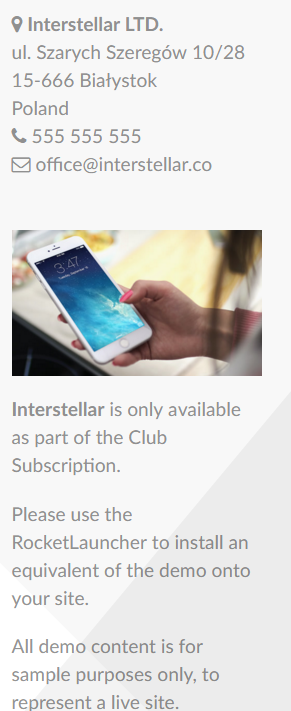 Interstellar LTD.
ul. Szarych Szeregów 10/28
15-666 Białystok
Poland
555 555 555
office@interstellar.co
3:47
Interstellar is only available
as part of the Club
Subscription.
Please use the
RocketLauncher to install an
equivalent of the demo onto
your site.
All demo content is for
sample purposes only, to
represent a live site.